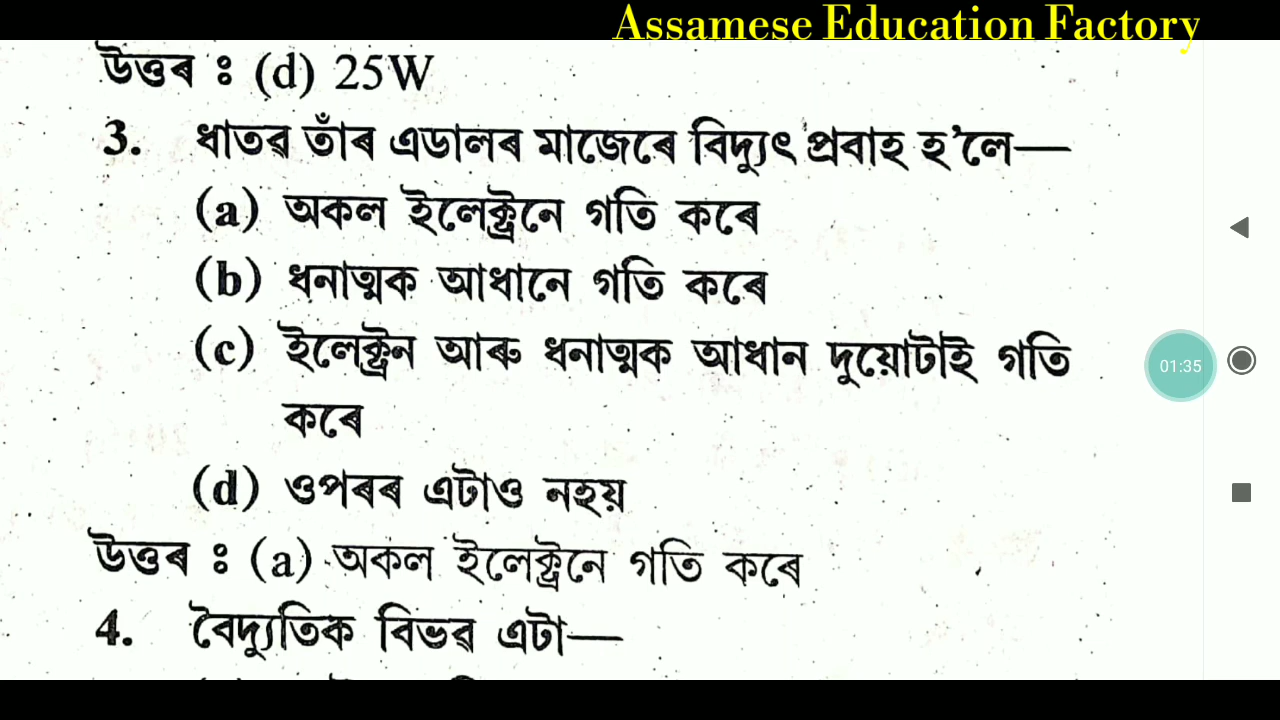 Assamese Education Factory
উত্তৰ ঃ (d) 25W
3. ধাতৱ তাঁৰ এডালৰ মাজেৰে বিদ্যুৎ প্ৰবাহ হ’লে—
(a) অকল ইলেক্ট্ৰনে গতি কৰে
(b) ধনাত্মক আধানে গতি কৰে
(c) ইলেক্ট্ৰন আৰু ধনাত্মক আধান দুয়োটাই গতি
কৰে
01:35
(d) ওপৰৰ এটাও নহয়
উত্তৰ ঃ (a) অকল ইলেক্ট্ৰনে গতি কৰে
4. বৈদ্যুতিক বিভৱ এটা—